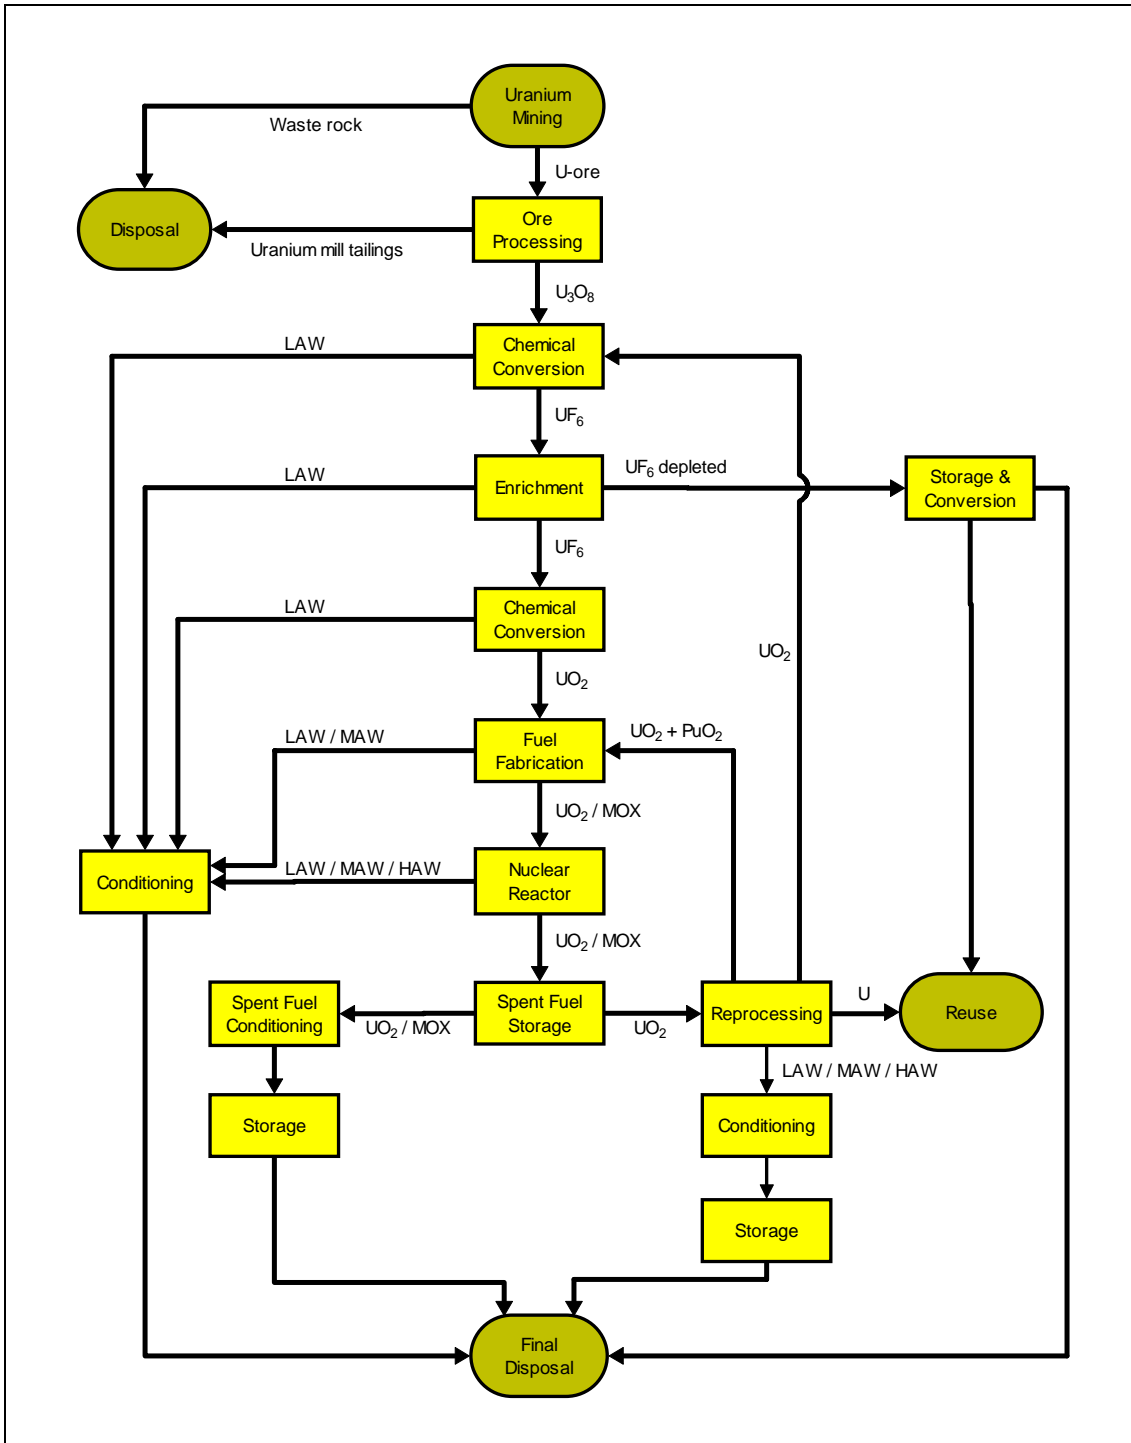 Uranium
Mining
Waste rock
U-ore
Disposal
Ore
Processing
Uranium mill tailings
U₃O₈
LAW
Chemical
Conversion
UF₆
LAW
Enrichment
UF₆ depleted
Storage &
Conversion
UF₆
LAW
Chemical
Conversion
UO₂
UO₂
LAW / MAW
Fuel
Fabrication
UO₂ + PuO₂
UO₂ / MOX
Conditioning
LAW / MAW / HAW
Nuclear
Reactor
UO₂ / MOX
Spent Fuel
Conditioning
UO₂ / MOX
Spent Fuel
Storage
UO₂
Reprocessing
U
Reuse
LAW / MAW / HAW
Storage
Conditioning
Storage
Final
Disposal